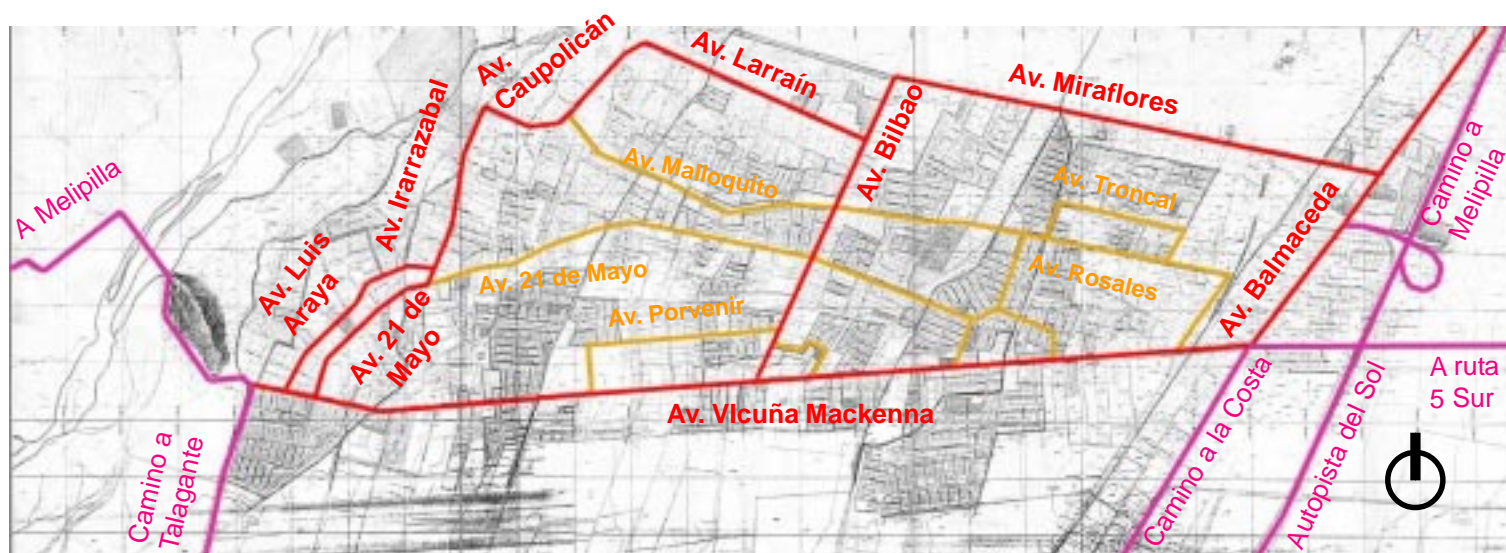 Av.
Caupolicán
Av. Larraín
Av. Miraflores
Av. Bilbao
Av. Irarrazabal
A Melipilla
Av. Malloquito
Av. Troncal
Camino a
Melipilla
Av. Luis
Araya
Av. 21 de
Mayo
Av. 21 de Mayo
Av. Porvenir
Av. Rosales
Av. Balmaceda
Av. VIcuña Mackenna
A ruta
5 Sur
Camino a
Talagante
Camino a la Costa
Autopista del Sol